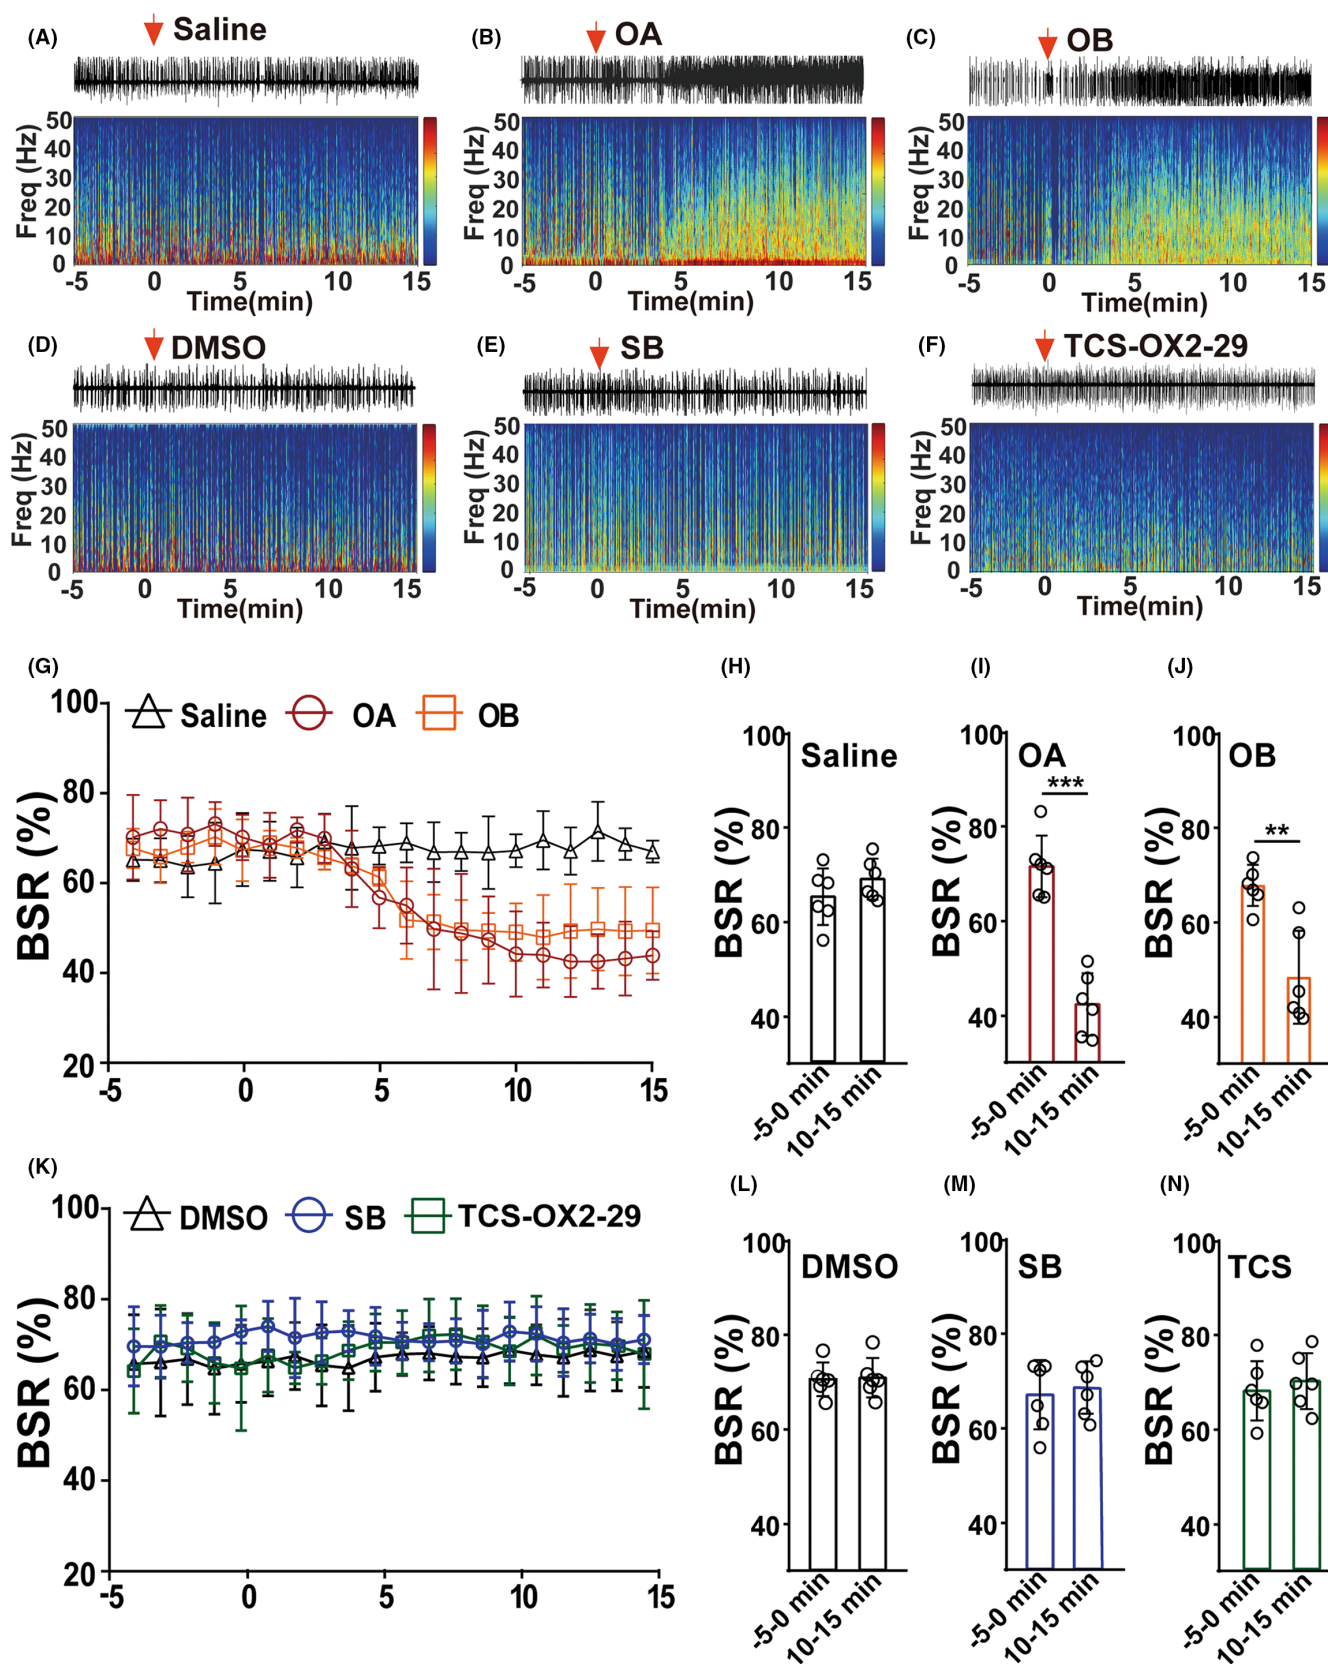 (A) Saline
Freq (Hz)
50
40
30
20
10
0
-5 0 5 10 15
Time(min)
(B) OA
Freq (Hz)
50
40
30
20
10
0
-5 0 5 10 15
Time(min)
(C) OB
Freq (Hz)
50
40
30
20
10
0
-5 0 5 10 15
Time(min)
(D) DMSO
Freq (Hz)
50
40
30
20
10
0
-5 0 5 10 15
Time(min)
(E) SB
Freq (Hz)
50
40
30
20
10
0
-5 0 5 10 15
Time(min)
(F) TCS-OX2-29
Freq (Hz)
50
40
30
20
10
0
-5 0 5 10 15
Time(min)
(G)
Saline OA OB
BSR (%)
100
80
60
40
20
-5 0 5 10 15
(H)
Saline
BSR (%)
100
80
60
40
-5-0 min
10-15 min
(I)
OA
***
BSR (%)
100
80
60
40
-5-0 min
10-15 min
(J)
OB
**
BSR (%)
100
80
60
40
-5-0 min
10-15 min
(K)
DMSO SB TCS-OX2-29
BSR (%)
100
80
60
40
20
-5 0 5 10 15
(L)
DMSO
BSR (%)
100
80
60
40
-5-0 min
10-15 min
(M)
SB
BSR (%)
100
80
60
40
-5-0 min
10-15 min
(N)
TCS
BSR (%)
100
80
60
40
-5-0 min
10-15 min